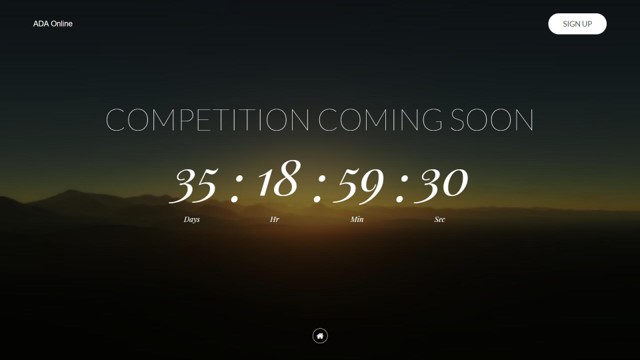 ADA Online
SIGN UP
COMPETITION COMING SOON
35 : 18 : 59 : 30
Days Hr Min Sec